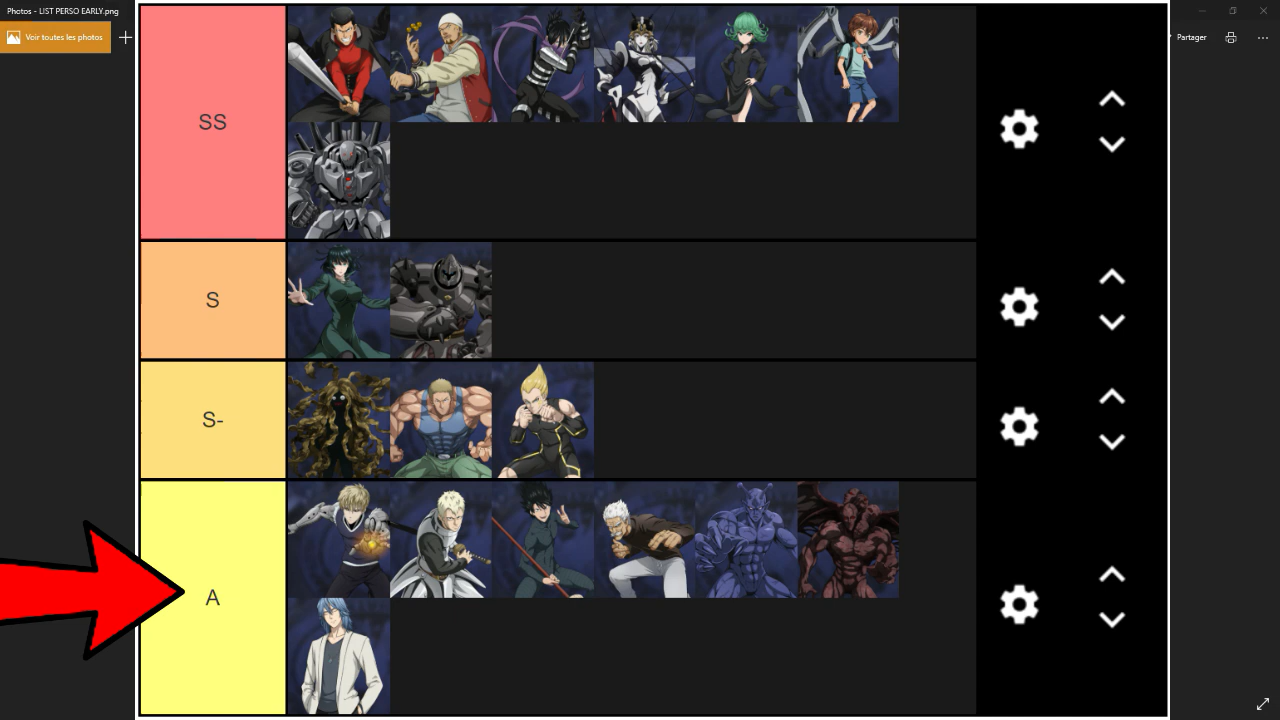 Photos - LIST PERSO EARLY.png
Voir toutes les photos
Partager
SS
S
S-
A